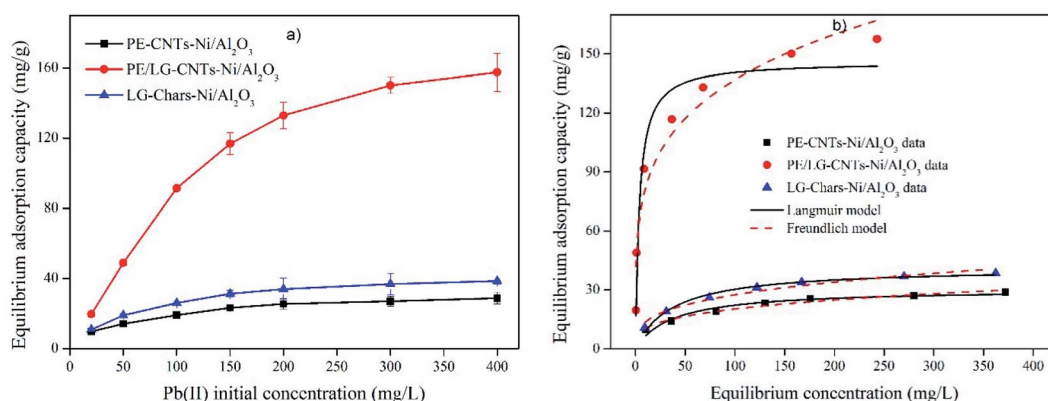 a)
PE-CNTs-Ni/Al₂O₃
PE/LG-CNTs-Ni/Al₂O₃
LG-Chars-Ni/Al₂O₃
Equilibrium adsorption capacity (mg/g)
160
120
80
40
0
0 50 100 150 200 250 300 350 400
Pb(II) initial concentration (mg/L)
b)
PE-CNTs-Ni/Al₂O₃ data
PE/LG-CNTs-Ni/Al₂O₃ data
LG-Chars-Ni/Al₂O₃ data
Langmuir model
Freundlich model
Equilibrium adsorption capacity (mg/g)
150
120
90
60
30
0
0 50 100 150 200 250 300 350 400
Equilibrium concentration (mg/L)